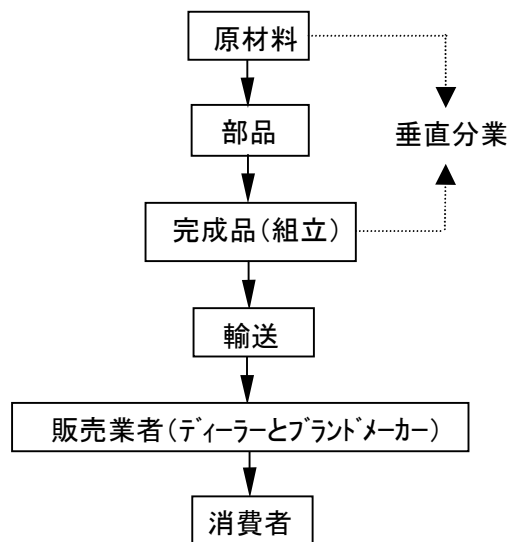 原材料
部品
垂直分業
完成品（組立）
輸送
販売業者（ﾃﾞｨｰﾗｰとﾌﾞﾗﾝﾄﾞﾒｰｶｰ）
消費者